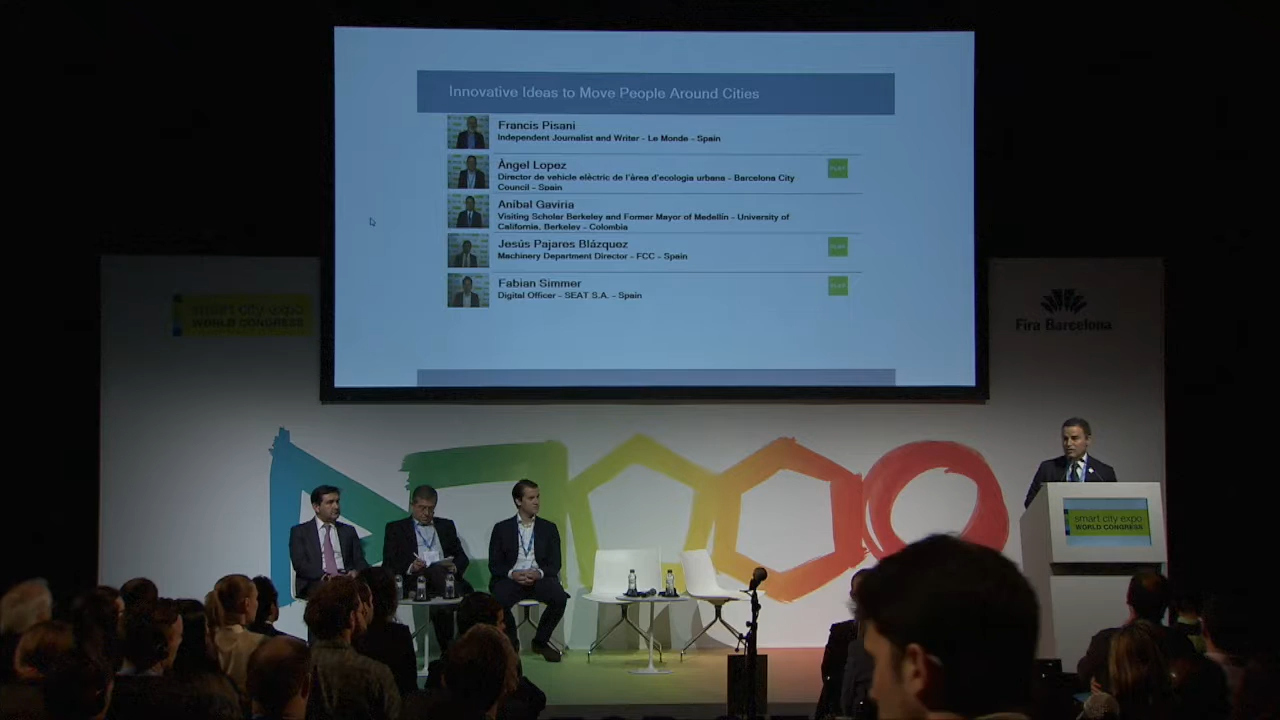 Innovative Ideas to Move People Around Cities
Francis Pisani
Independent Journalist and Writer - Le Monde - Spain
Àngel Lopez
Director de vehicle elèctric de l'àrea d'ecologia urbana - Barcelona City
Council - Spain
Aníbal Gaviria
Visiting Scholar Berkeley and Former Mayor of Medellín - University of
California, Berkeley - Colombia
Jesús Pajares Blázquez
Machinery Department Director - FCC - Spain
Fabian Simmer
Digital Officer - SEAT S.A. - Spain
smart city expo
WORLD CONGRESS
Fira Barcelona
smart city expo
WORLD CONGRESS